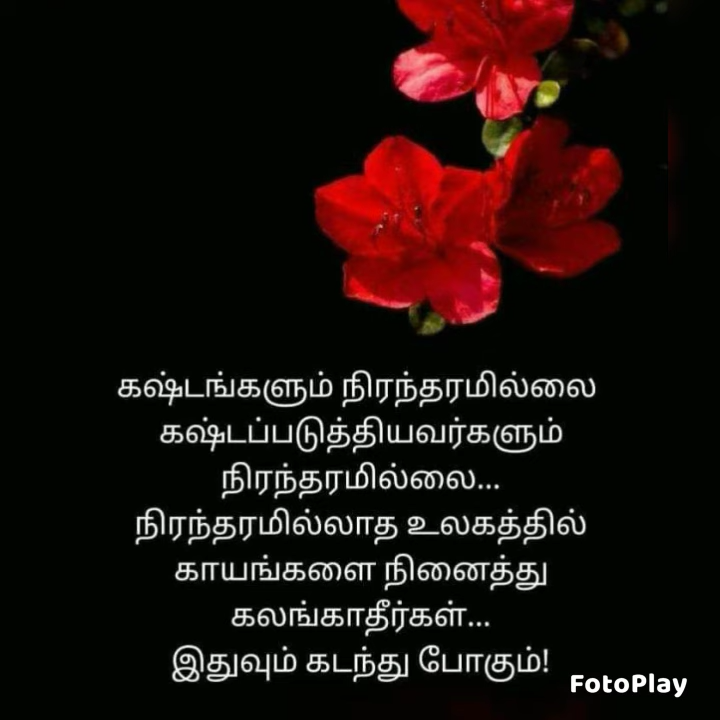 கஷ்டங்களும் நிரந்தரமில்லை
கஷ்டப்படுத்தியவர்களும்
நிரந்தரமில்லை...
நிரந்தரமில்லாத உலகத்தில்
காயங்களை நினைத்து
கலங்காதீர்கள்...
இதுவும் கடந்து போகும்!
FotoPlay